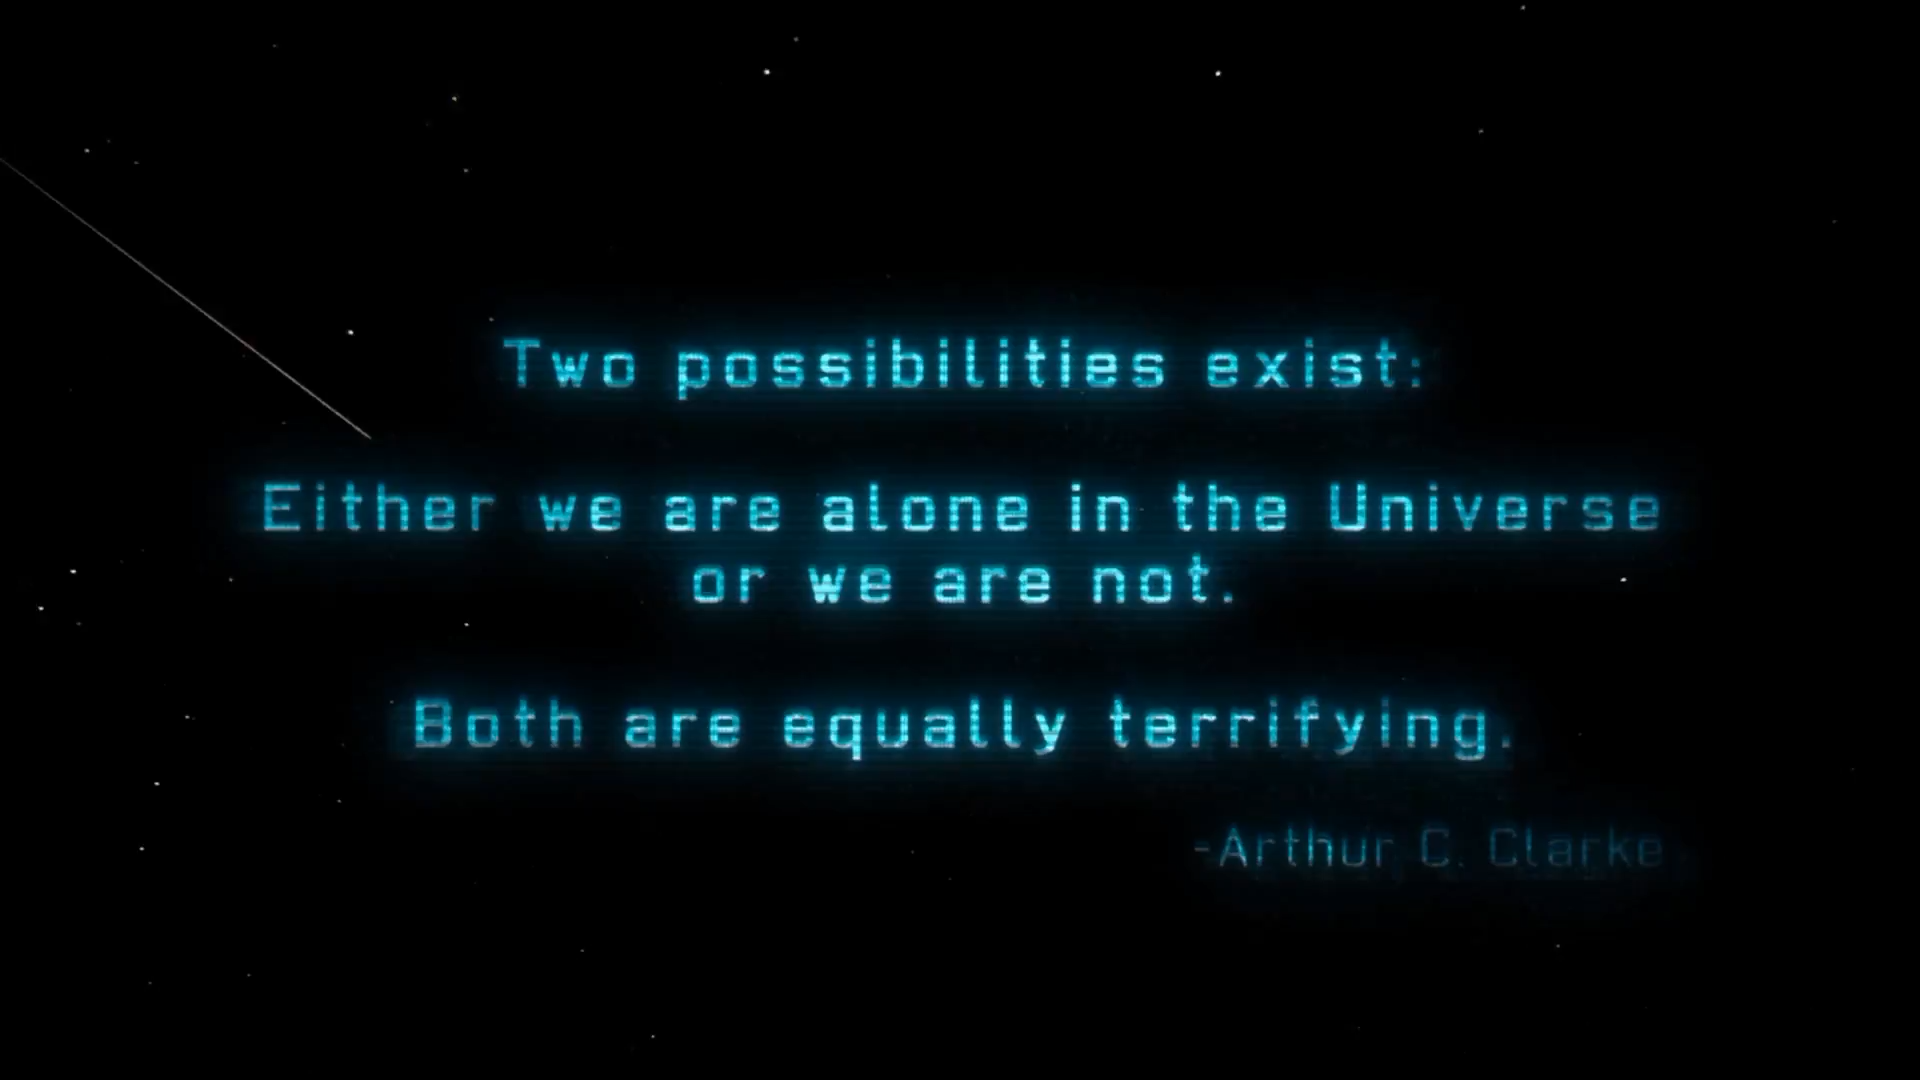 Two possibilities exist:
Either we are alone in the Universe
or we are not.
Both are equally terrifying.
-Arthur C. Clarke